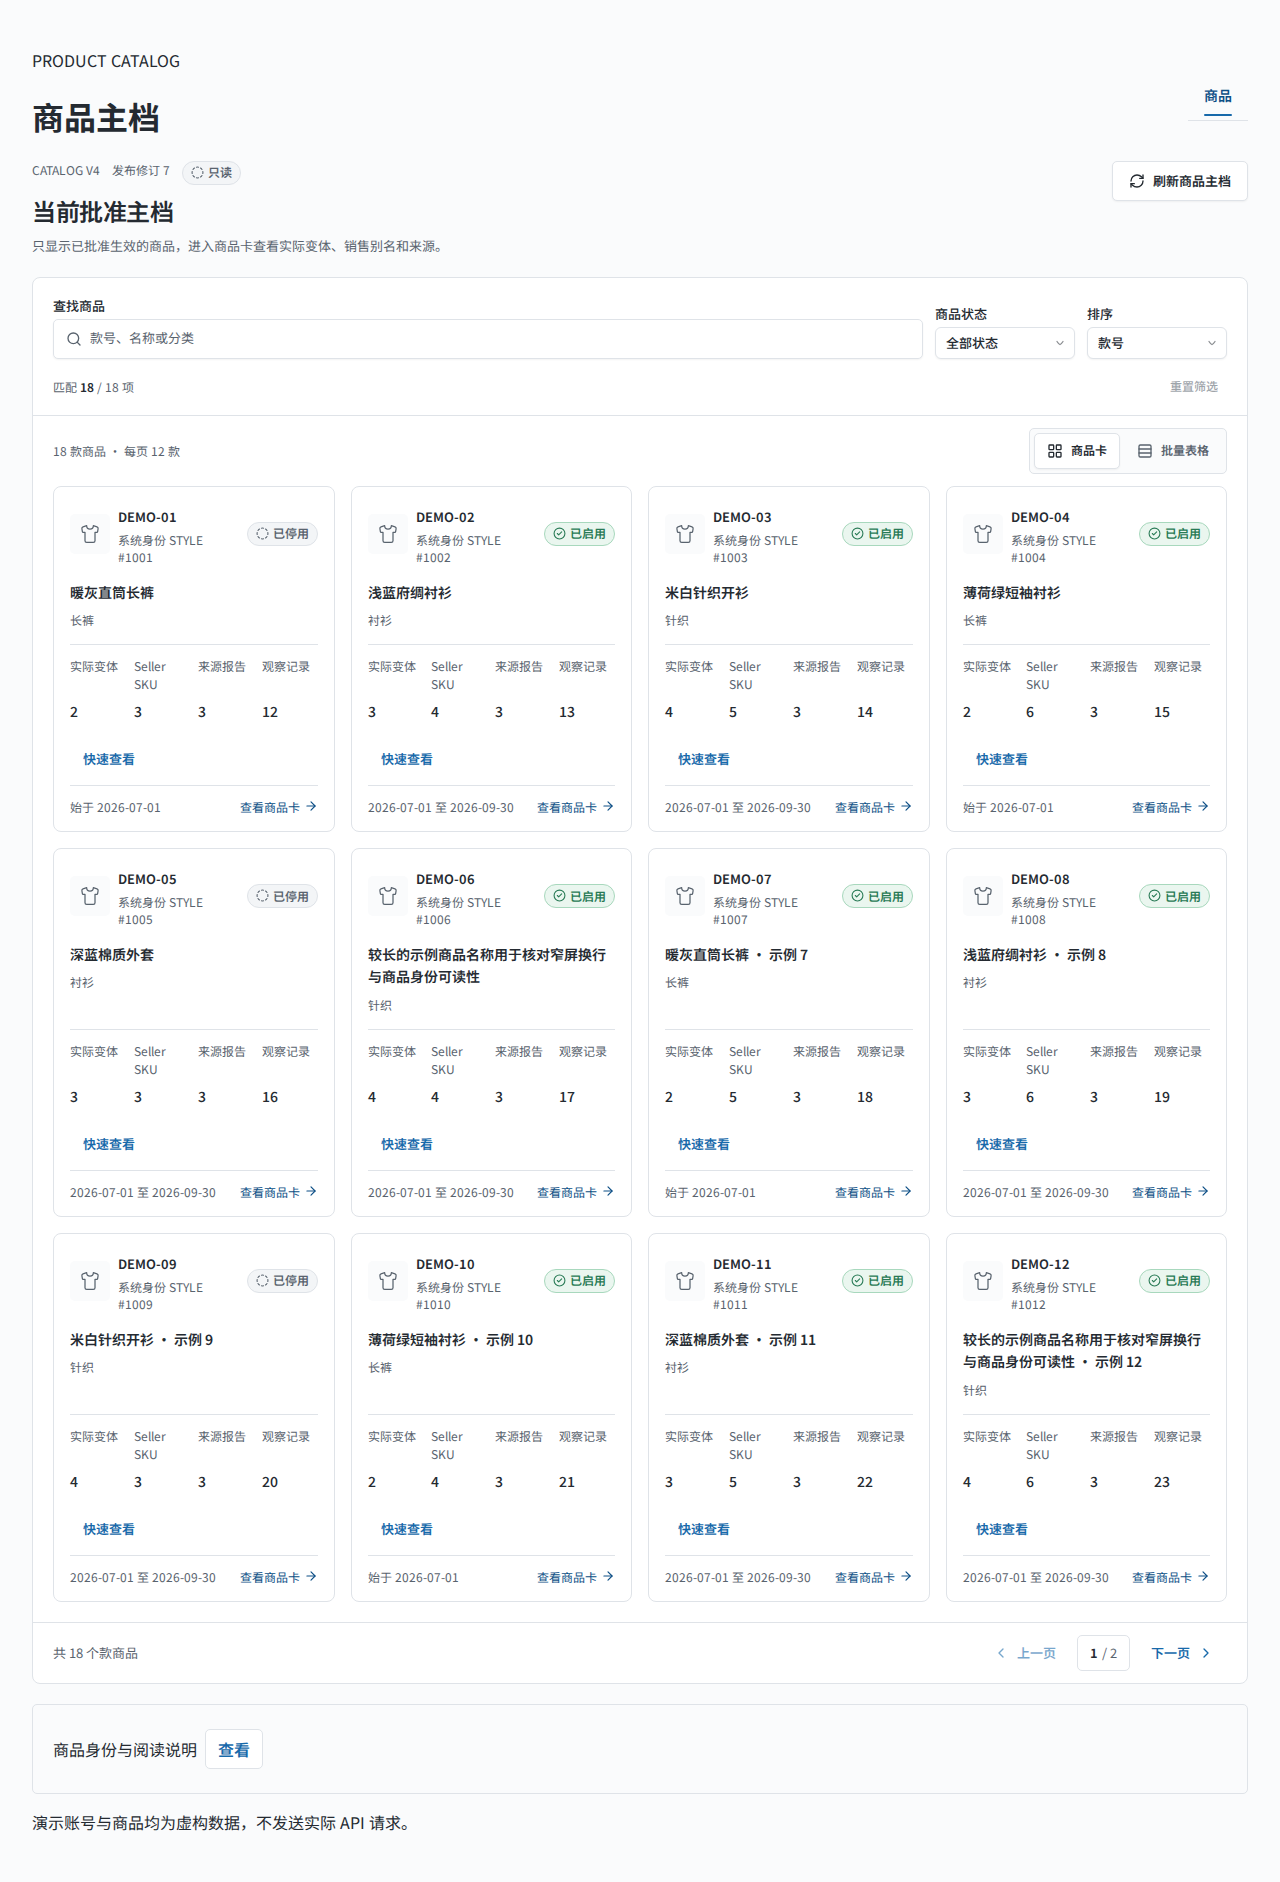 PRODUCT CATALOG
商品主档
商品
CATALOG V4 发布修订 7 只读
刷新商品主档
当前批准主档
只显示已批准生效的商品，进入商品卡查看实际变体、销售别名和来源。
查找商品
款号、名称或分类
商品状态
全部状态
排序
款号
匹配 18 / 18 项
重置筛选
18 款商品 · 每页 12 款
商品卡
批量表格
DEMO-01
系统身份 STYLE
#1001
已停用
暖灰直筒长裤
长裤
实际变体 Seller SKU 来源报告 观察记录
2 3 3 12
快速查看
始于 2026-07-01 查看商品卡
DEMO-02
系统身份 STYLE
#1002
已启用
浅蓝府绸衬衫
衬衫
实际变体 Seller SKU 来源报告 观察记录
3 4 3 13
快速查看
2026-07-01 至 2026-09-30 查看商品卡
DEMO-03
系统身份 STYLE
#1003
已启用
米白针织开衫
针织
实际变体 Seller SKU 来源报告 观察记录
4 5 3 14
快速查看
2026-07-01 至 2026-09-30 查看商品卡
DEMO-04
系统身份 STYLE
#1004
已启用
薄荷绿短袖衬衫
长裤
实际变体 Seller SKU 来源报告 观察记录
2 6 3 15
快速查看
始于 2026-07-01 查看商品卡
DEMO-05
系统身份 STYLE
#1005
已停用
深蓝棉质外套
衬衫
实际变体 Seller SKU 来源报告 观察记录
3 3 3 16
快速查看
2026-07-01 至 2026-09-30 查看商品卡
DEMO-06
系统身份 STYLE
#1006
已启用
较长的示例商品名称用于核对窄屏换行
与商品身份可读性
针织
实际变体 Seller SKU 来源报告 观察记录
4 4 3 17
快速查看
2026-07-01 至 2026-09-30 查看商品卡
DEMO-07
系统身份 STYLE
#1007
已启用
暖灰直筒长裤 · 示例 7
长裤
实际变体 Seller SKU 来源报告 观察记录
2 5 3 18
快速查看
始于 2026-07-01 查看商品卡
DEMO-08
系统身份 STYLE
#1008
已启用
浅蓝府绸衬衫 · 示例 8
衬衫
实际变体 Seller SKU 来源报告 观察记录
3 6 3 19
快速查看
2026-07-01 至 2026-09-30 查看商品卡
DEMO-09
系统身份 STYLE
#1009
已停用
米白针织开衫 · 示例 9
针织
实际变体 Seller SKU 来源报告 观察记录
4 3 3 20
快速查看
2026-07-01 至 2026-09-30 查看商品卡
DEMO-10
系统身份 STYLE
#1010
已启用
薄荷绿短袖衬衫 · 示例 10
长裤
实际变体 Seller SKU 来源报告 观察记录
2 4 3 21
快速查看
始于 2026-07-01 查看商品卡
DEMO-11
系统身份 STYLE
#1011
已启用
深蓝棉质外套 · 示例 11
衬衫
实际变体 Seller SKU 来源报告 观察记录
3 5 3 22
快速查看
2026-07-01 至 2026-09-30 查看商品卡
DEMO-12
系统身份 STYLE
#1012
已启用
较长的示例商品名称用于核对窄屏换行
与商品身份可读性 · 示例 12
针织
实际变体 Seller SKU 来源报告 观察记录
4 6 3 23
快速查看
2026-07-01 至 2026-09-30 查看商品卡
共 18 个款商品
上一页 1 / 2 下一页
商品身份与阅读说明 查看
演示账号与商品均为虚构数据，不发送实际 API 请求。